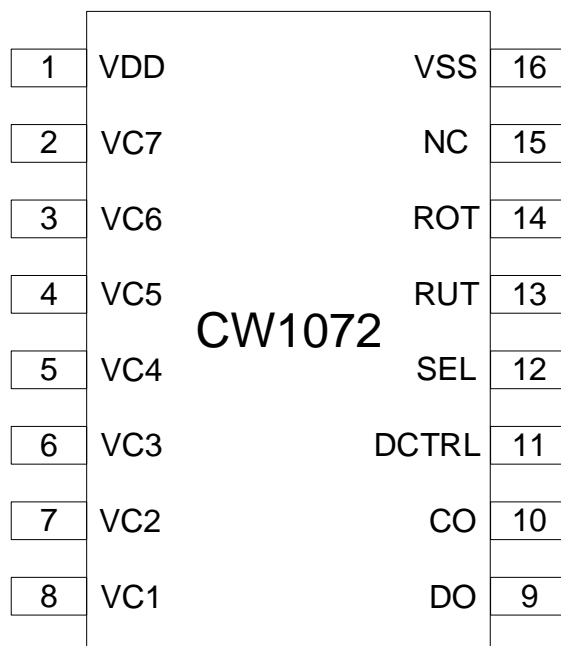 1 VDD VSS 16
2 VC7 NC 15
3 VC6 ROT 14
4 VC5 RUT 13
CW1072
5 VC4 SEL 12
6 VC3 DCTRL 11
7 VC2 CO 10
8 VC1 DO 9